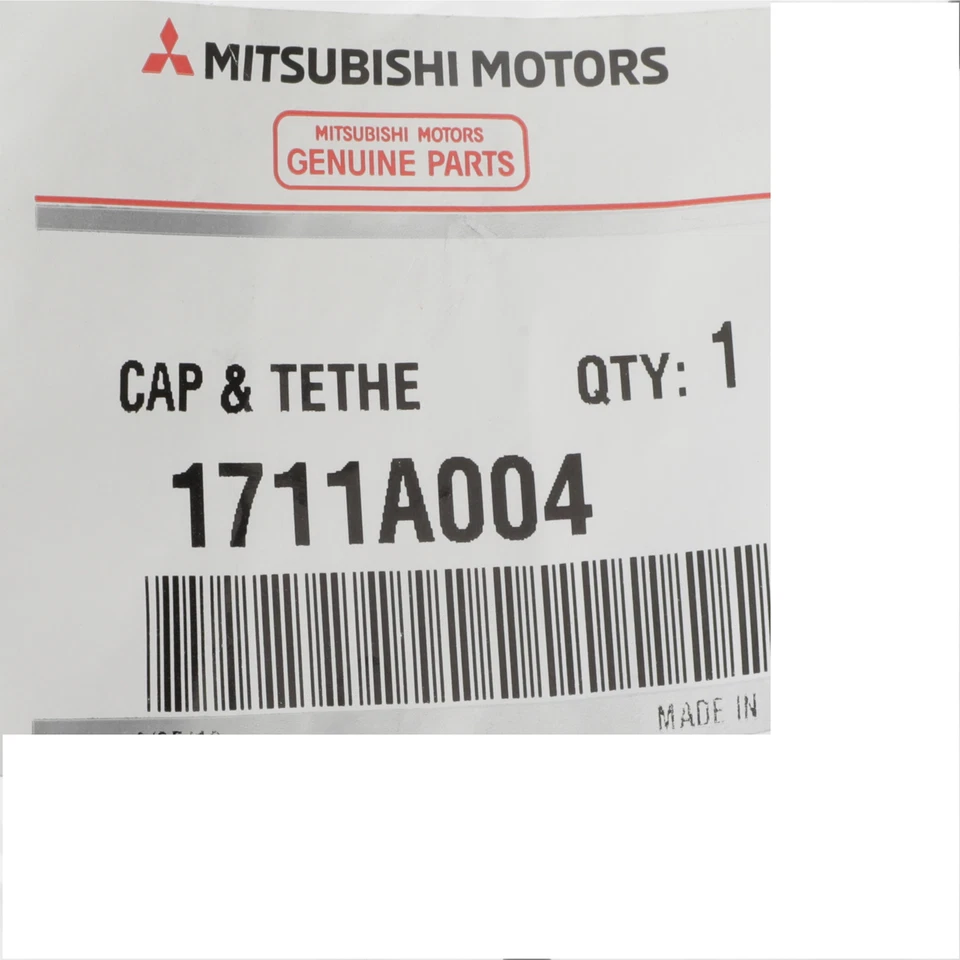 MITSUBISHI MOTORS
MITSUBISHI MOTORS
GENUINE PARTS
CAP & TETHE QTY: 1
1711A004
MADE IN